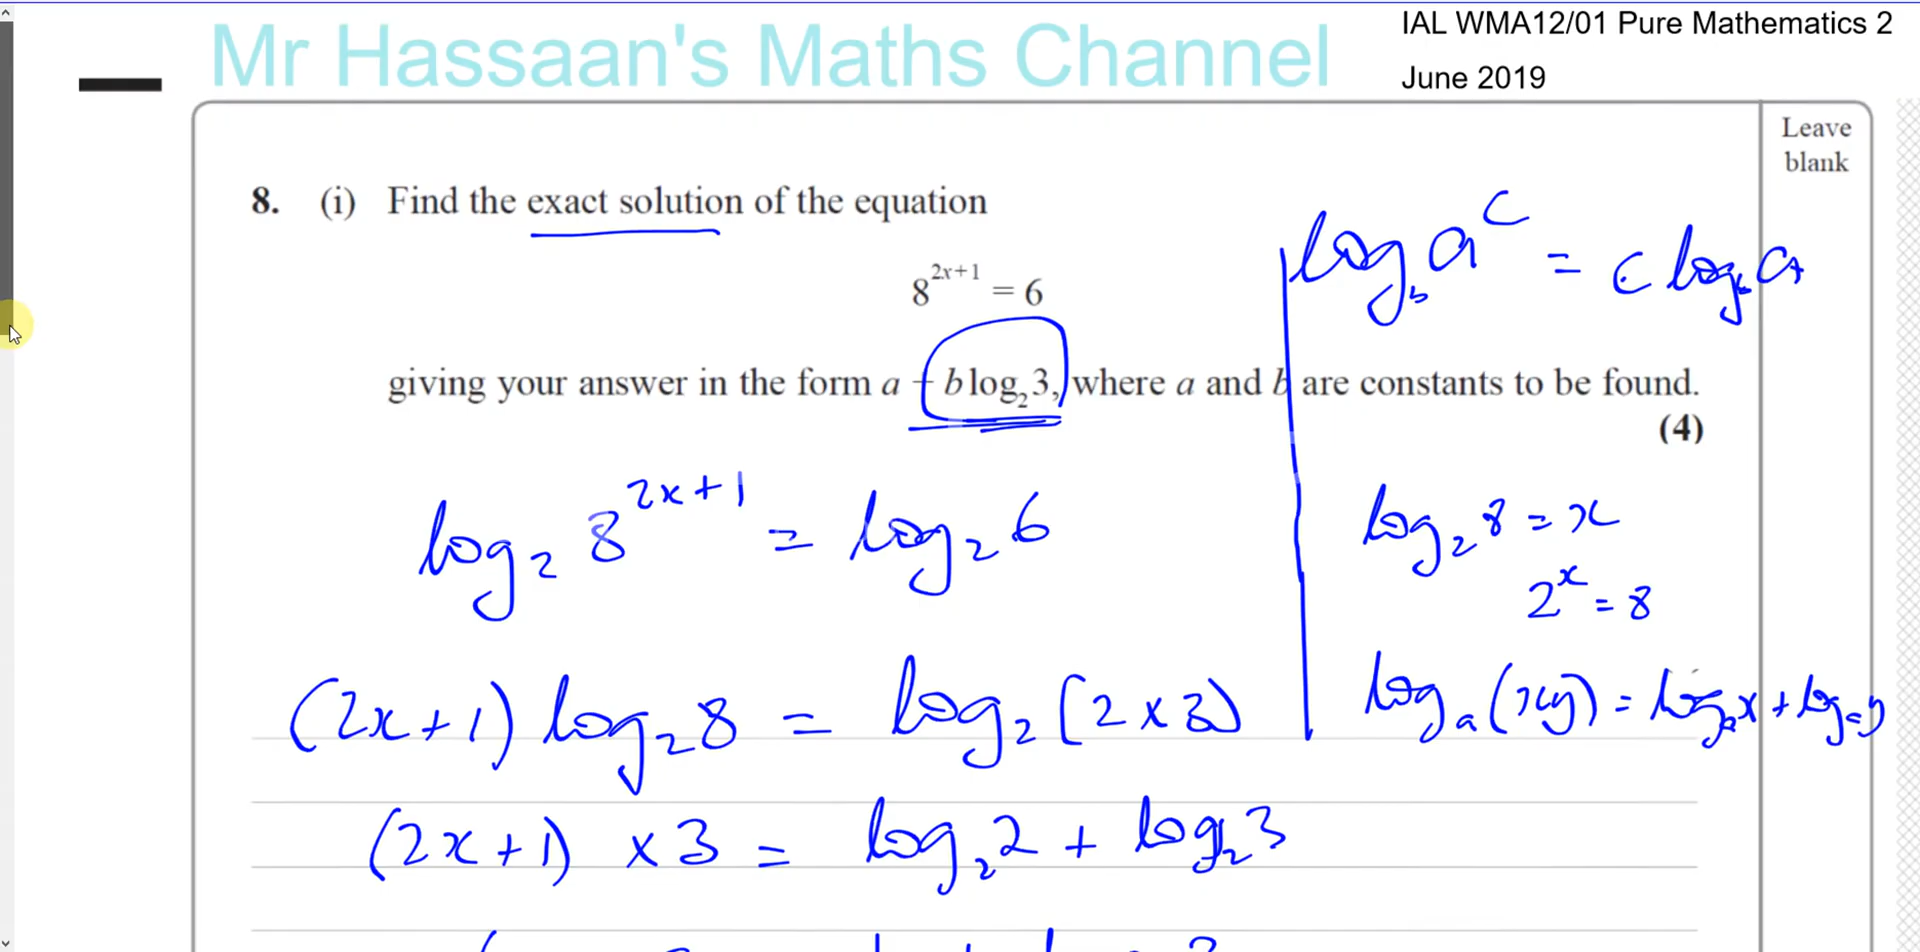 Mr Hassaan's Maths Channel
IAL WMA12/01 Pure Mathematics 2
June 2019
Leave
blank
8. (i) Find the exact solution of the equation
8^{2x+1} = 6
giving your answer in the form a + b log₂ 3, where a and b are constants to be found.
(4)
log_b a^c = c log_b a
log₂ 8^{2x+1} = log₂ 6
log₂ 8 = x
2^x = 8
(2x+1) log₂ 8 = log₂ (2 × 3)
log_a (xy) = log_a x + log_a y
(2x+1) × 3 = log₂ 2 + log₂ 3